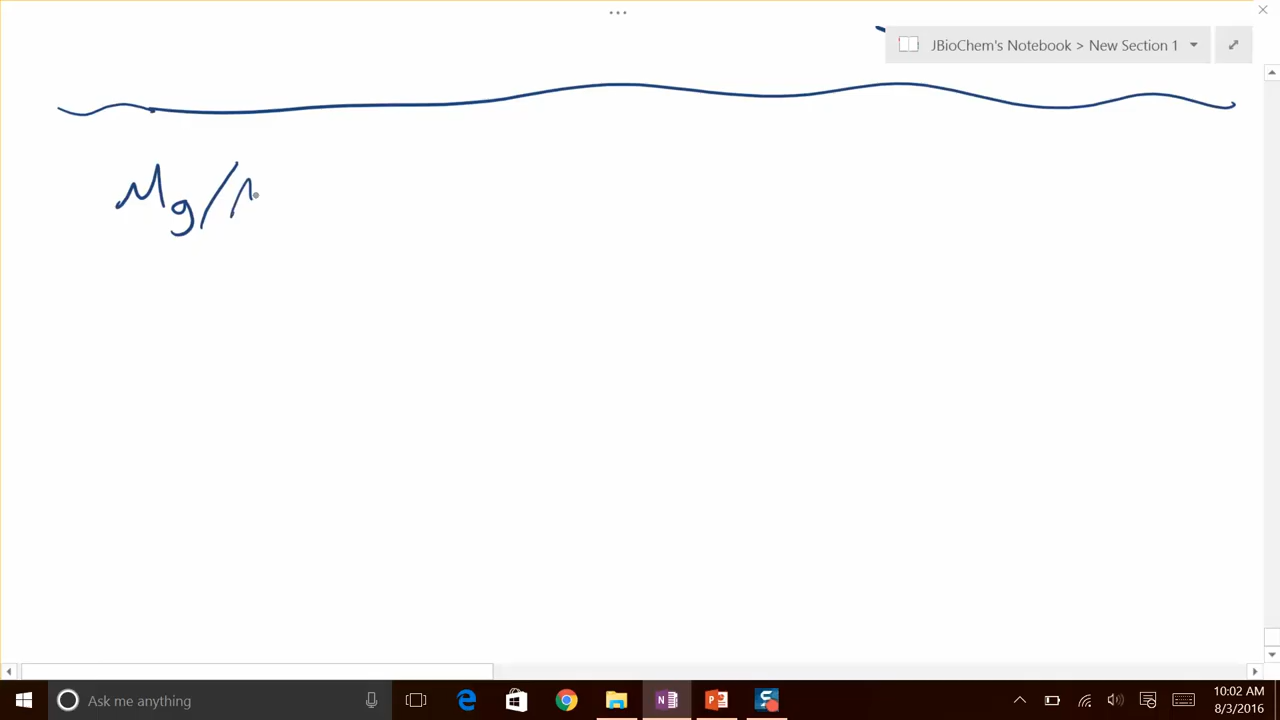 JBioChem's Notebook > New Section 1
Mg/
Ask me anything
10:02 AM
8/3/2016